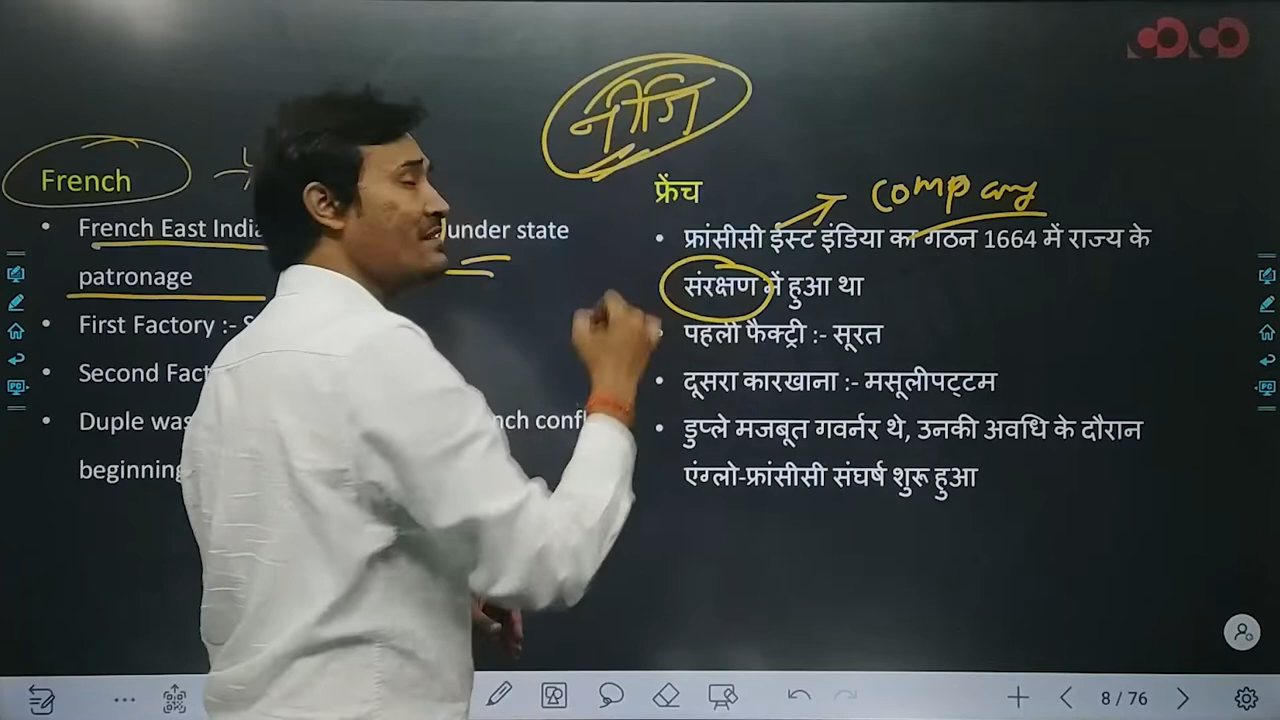 नीजि
French
French East India
under state
patronage
First Factory :- S
Second Fact
Duple was
nch conf
beginning
फ्रेंच
company
फ्रांसीसी ईस्ट इंडिया का गठन 1664 में राज्य के
संरक्षण में हुआ था
पहली फैक्ट्री :- सूरत
दूसरा कारखाना :- मसूलीपट्टम
डुप्ले मजबूत गवर्नर थे, उनकी अवधि के दौरान
एंग्लो-फ्रांसीसी संघर्ष शुरू हुआ
8 / 76